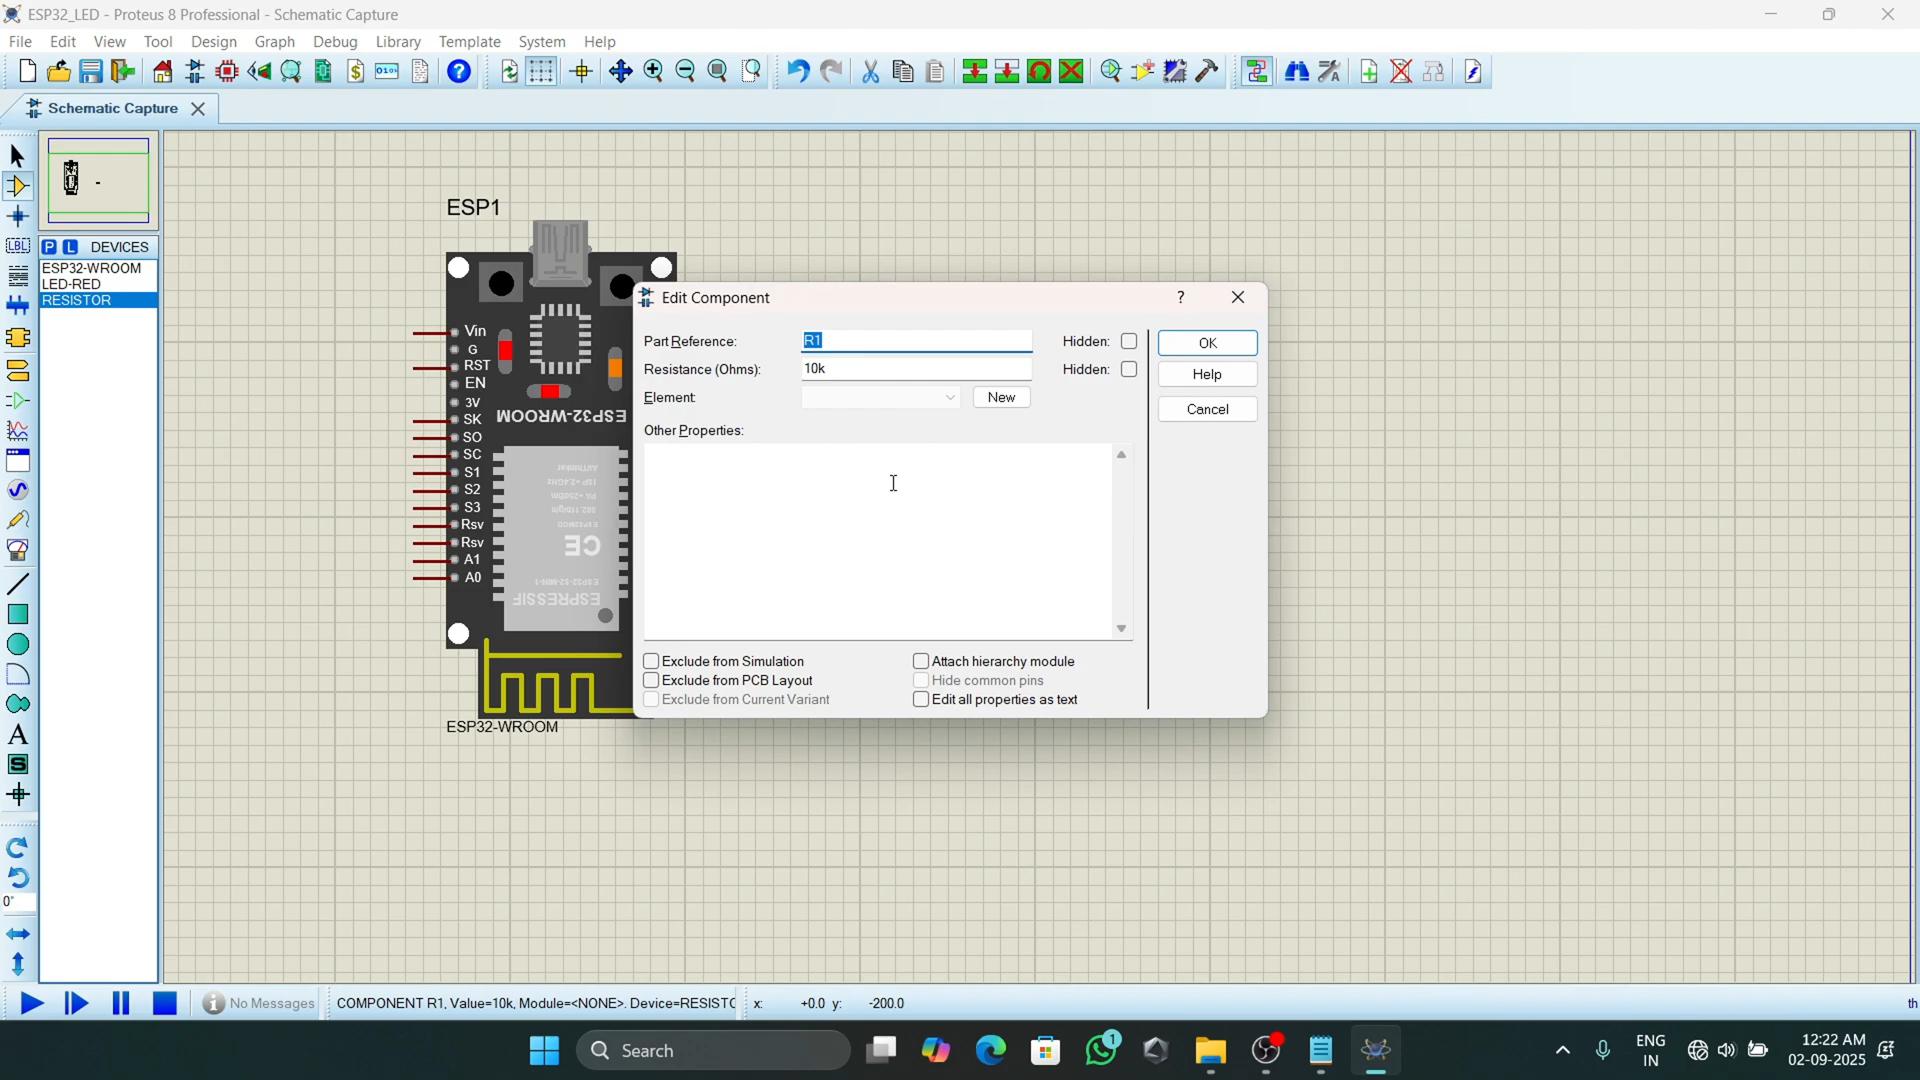 ESP32_LED - Proteus 8 Professional - Schematic Capture
File Edit View Tool Design Graph Debug Library Template System Help
Schematic Capture
LBL
P L DEVICES
ESP32-WROOM
LED-RED
RESISTOR
ESP1
Vin
G
RST
EN
3V
SK
SO
SC
S1
S2
S3
Rsv
Rsv
A1
A0
ESP32-WROOM
CE
ESPRESSIF
ESP32-WROOM
Edit Component ?
Part Reference: R1 Hidden:
Resistance (Ohms): 10k Hidden:
Element: New
Other Properties:
OK
Help
Cancel
Exclude from Simulation
Exclude from PCB Layout
Exclude from Current Variant
Attach hierarchy module
Hide common pins
Edit all properties as text
A
S
0°
No Messages COMPONENT R1, Value=10k, Module=<NONE>. Device=RESISTO x: +0.0 y: -200.0 th
Search
1
ENG
IN
12:22 AM
02-09-2025